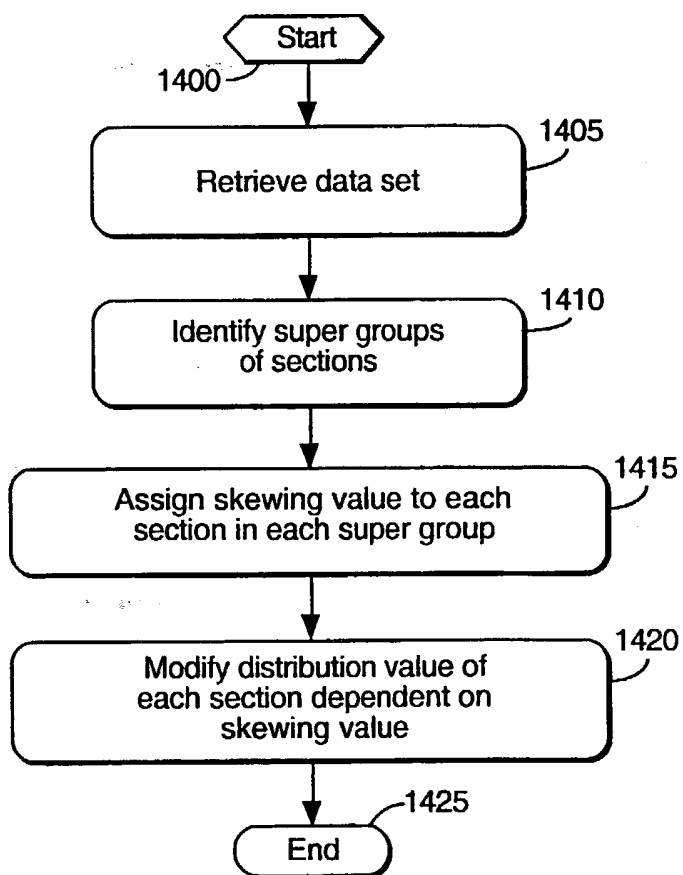 Start
1400
1405
Retrieve data set
1410
Identify super groups
of sections
1415
Assign skewing value to each
section in each super group
1420
Modify distribution value of
each section dependent on
skewing value
1425
End